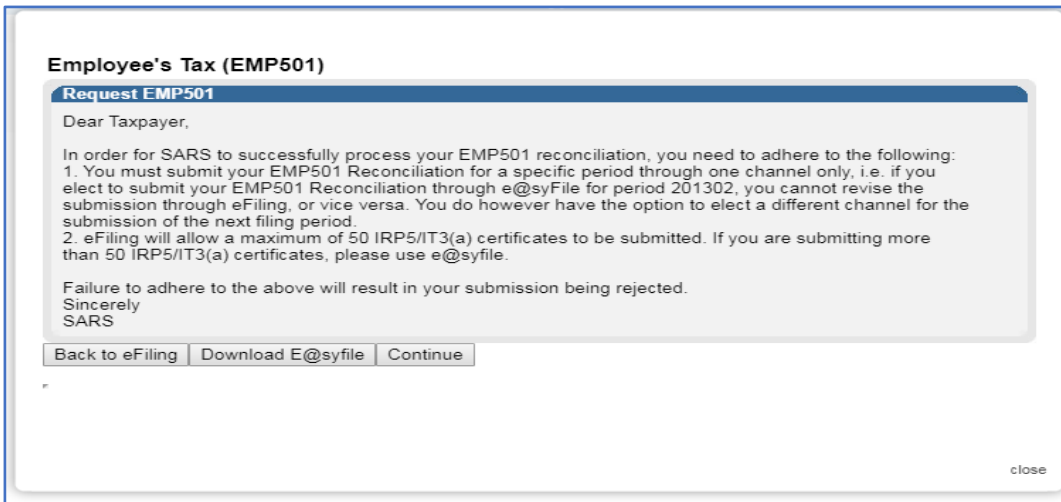 Employee's Tax (EMP501)
Request EMP501
Dear Taxpayer,
In order for SARS to successfully process your EMP501 reconciliation, you need to adhere to the following:
1. You must submit your EMP501 Reconciliation for a specific period through one channel only, i.e. if you
elect to submit your EMP501 Reconciliation through e@syFile for period 201302, you cannot revise the
submission through eFiling, or vice versa. You do however have the option to elect a different channel for the
submission of the next filing period.
2. eFiling will allow a maximum of 50 IRP5/IT3(a) certificates to be submitted. If you are submitting more
than 50 IRP5/IT3(a) certificates, please use e@syfile.
Failure to adhere to the above will result in your submission being rejected.
Sincerely
SARS
Back to eFiling Download E@syfile Continue
close